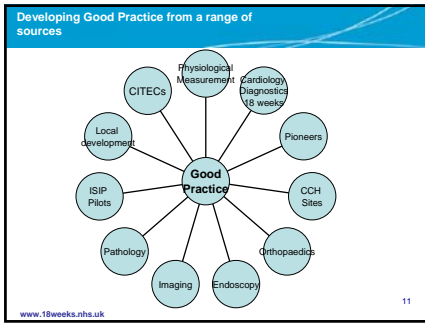 Developing Good Practice from a range of
sources
Physiological
Measurement
Cardiology
Diagnostics
18 weeks
Pioneers
CCH
Sites
Orthopaedics
Endoscopy
Imaging
Pathology
ISIP
Pilots
Local
development
CITECs
Good
Practice
11
www.18weeks.nhs.uk